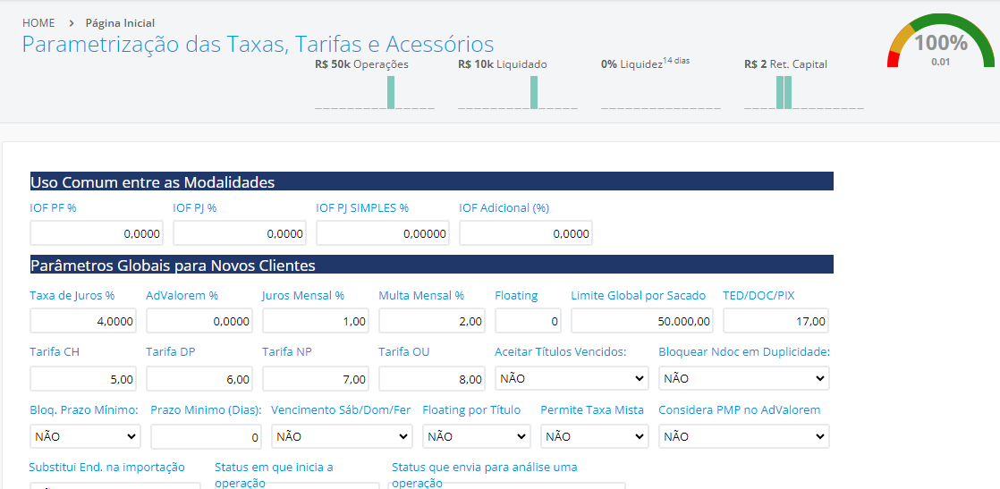 HOME > Página Inicial
Parametrização das Taxas, Tarifas e Acessórios
R$ 50k Operações R$ 10k Liquidado 0% Liquidez 14 dias R$ 2 Ret. Capital
100%
0.01
Uso Comum entre as Modalidades
IOF PF % IOF PJ % IOF PJ SIMPLES % IOF Adicional (%)
0,0000 0,0000 0,00000 0,0000
Parâmetros Globais para Novos Clientes
Taxa de Juros % AdValorem % Juros Mensal % Multa Mensal % Floating Limite Global por Sacado TED/DOC/PIX
4,0000 0,0000 1,00 2,00 0 50.000,00 17,00
Tarifa CH Tarifa DP Tarifa NP Tarifa OU Aceitar Títulos Vencidos: Bloquear Ndoc em Duplicidade:
5,00 6,00 7,00 8,00 NÃO NÃO
Bloq. Prazo Mínimo: Prazo Minimo (Dias): Vencimento Sáb/Dom/Fer Floating por Título Permite Taxa Mista Considera PMP no AdValorem
NÃO 0 NÃO NÃO NÃO NÃO
Substitui End. na importação Status em que inicia a operação Status que envia para análise uma operação